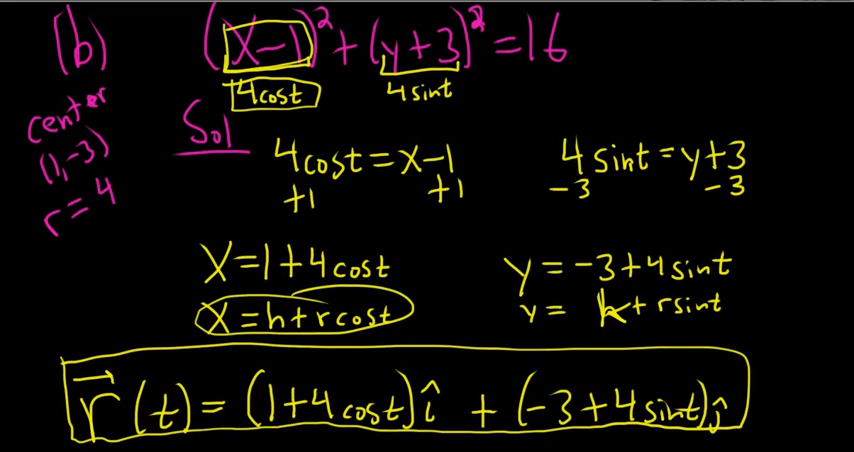 (b) (x-1)² + (y+3)² = 16
4cost 4sint
center
(1,-3)
r = 4
Sol
4cost = x-1 4sint = y+3
+1 +1 -3 -3
x = 1+4cost y = -3+4sint
x = h+rcost y = k+rsint
r⃗(t) = (1+4cost)î + (-3+4sint)ĵ